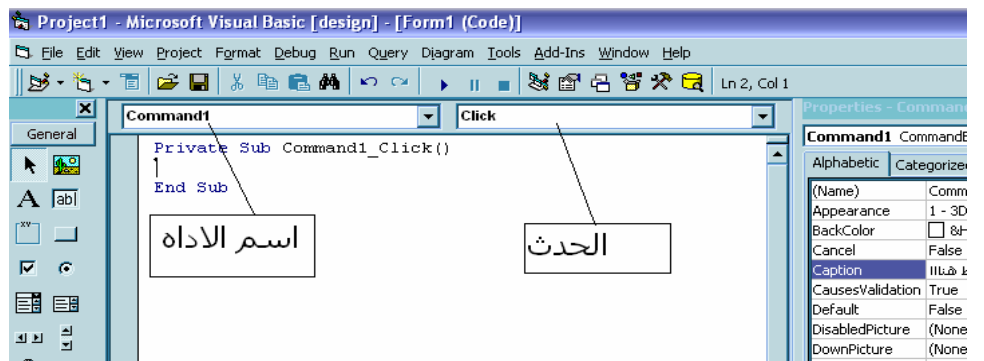 Project1 - Microsoft Visual Basic [design] - [Form1 (Code)]
File Edit View Project Format Debug Run Query Diagram Tools Add-Ins Window Help
Ln 2, Col 1
General
Command1
Click
Private Sub Command1_Click()
End Sub
اسم الاداه
الحدث
Properties - Comman
Command1 CommandB
Alphabetic Categorize
(Name) Comm
Appearance 1 - 3D
BackColor &H
Cancel False
Caption
CausesValidation True
Default False
DisabledPicture (None
DownPicture (None